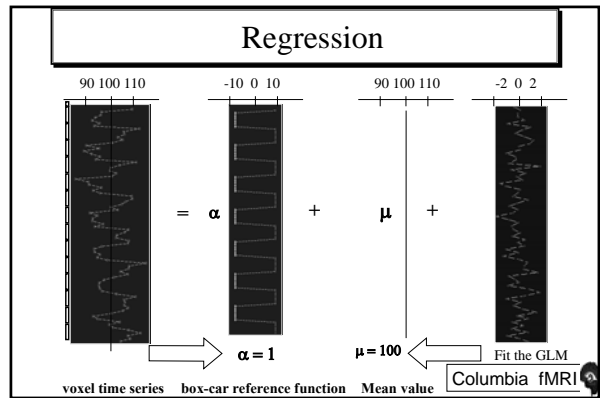 Regression
90 100 110
-10 0 10
90 100 110
-2 0 2
= α + μ +
α = 1
μ = 100
Fit the GLM
voxel time series box-car reference function Mean value
Columbia fMRI